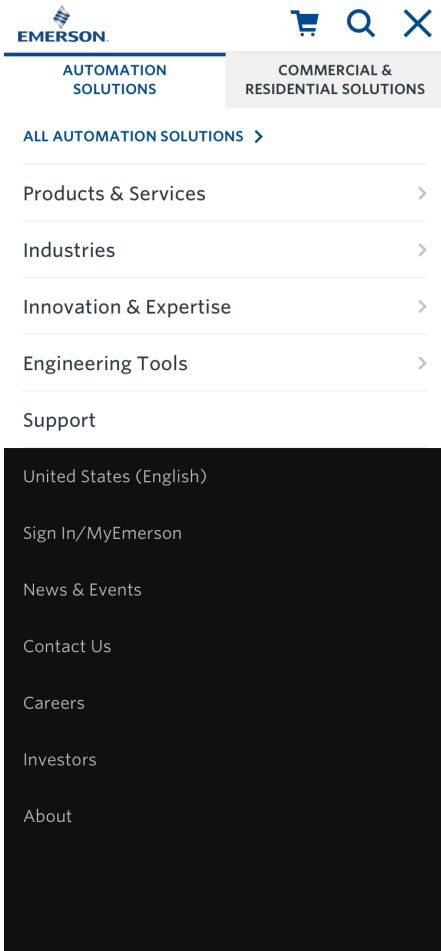 EMERSON
AUTOMATION
SOLUTIONS
COMMERCIAL &
RESIDENTIAL SOLUTIONS
ALL AUTOMATION SOLUTIONS
Products & Services
Industries
Innovation & Expertise
Engineering Tools
Support
United States (English)
Sign In/MyEmerson
News & Events
Contact Us
Careers
Investors
About